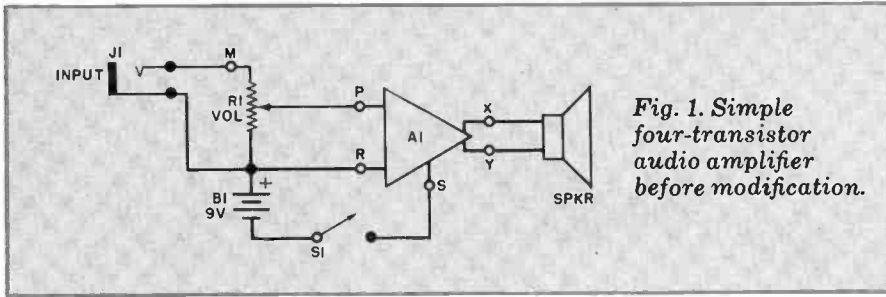 J1
INPUT
M
R1
VOL
P
R
A1
X
Y
S
SPKR
+
B1
9V
S1
Fig. 1. Simple
four-transistor
audio amplifier
before modification.